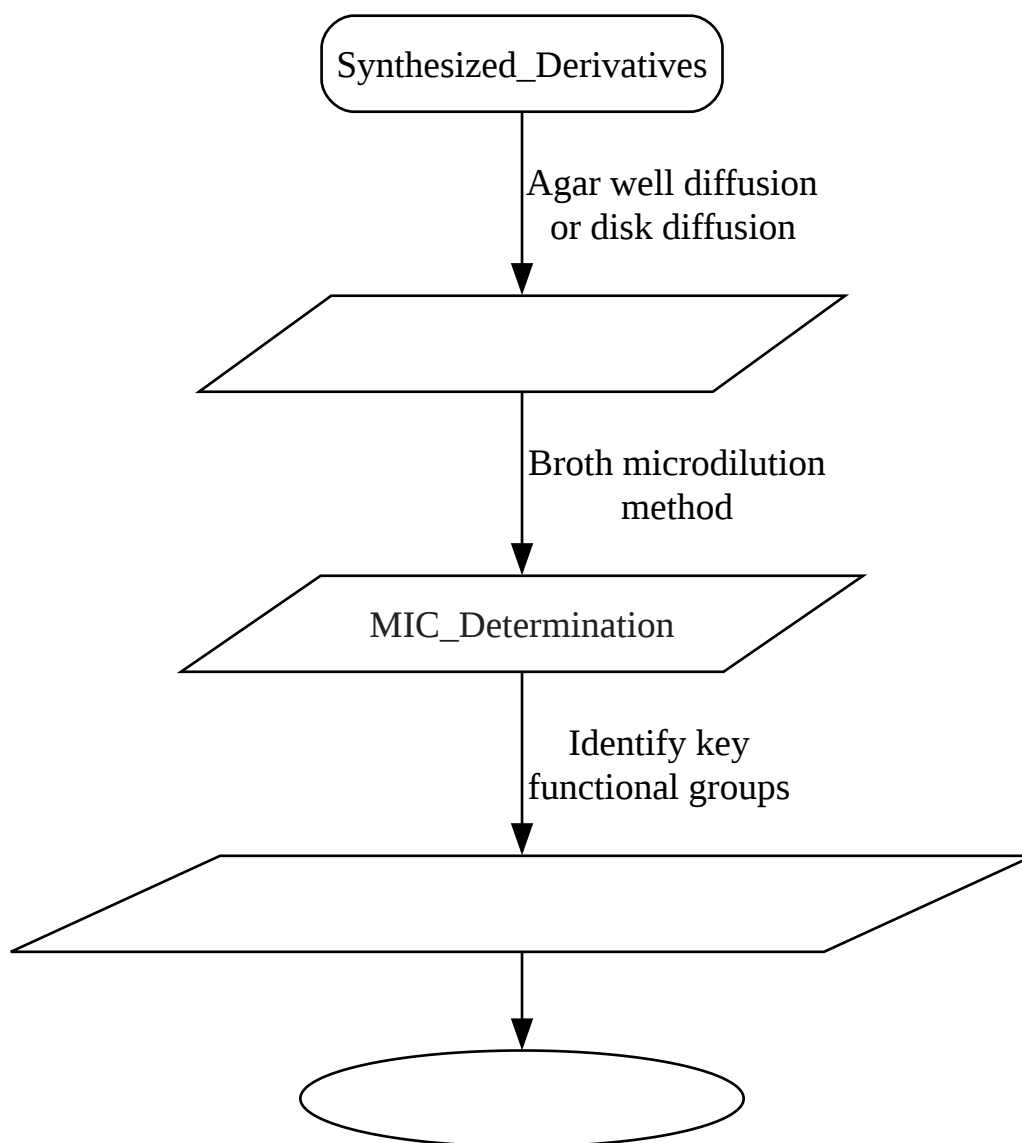 Synthesized_Derivatives
Agar well diffusion
or disk diffusion
Broth microdilution
method
MIC_Determination
Identify key
functional groups